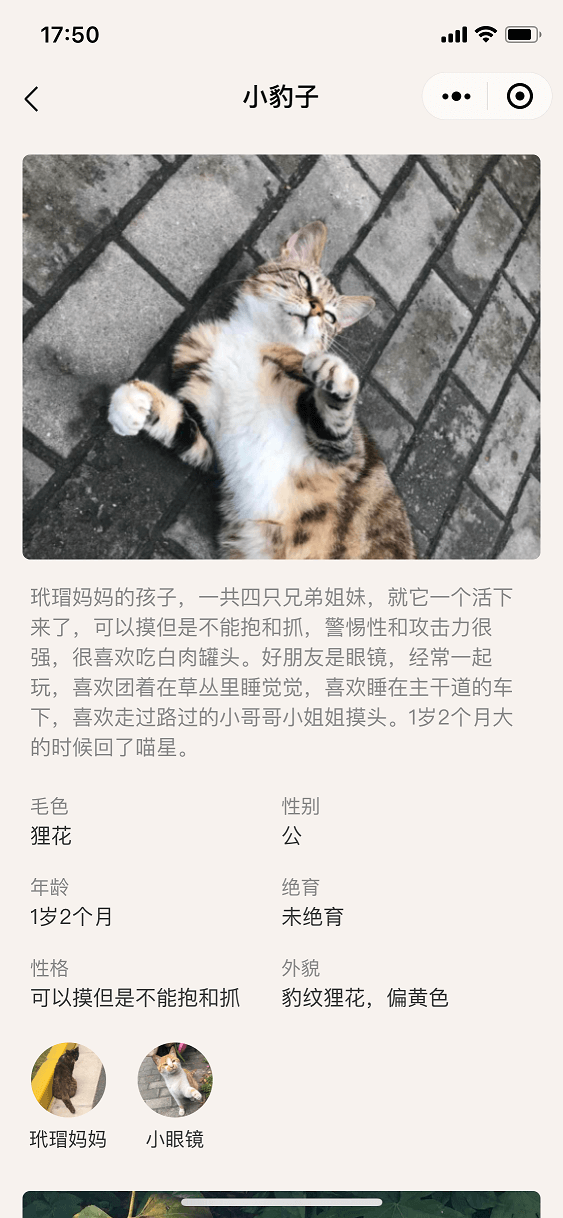 17:50
小豹子
玳瑁妈妈的孩子，一共四只兄弟姐妹，就它一个活下
来了，可以摸但是不能抱和抓，警惕性和攻击力很
强，很喜欢吃白肉罐头。好朋友是眼镜，经常一起
玩，喜欢团着在草丛里睡觉觉，喜欢睡在主干道的车
下，喜欢走过路过的小哥哥小姐姐摸头。1岁2个月大
的时候回了喵星。
毛色 性别
狸花 公
年龄 绝育
1岁2个月 未绝育
性格 外貌
可以摸但是不能抱和抓 豹纹狸花，偏黄色
玳瑁妈妈 小眼镜